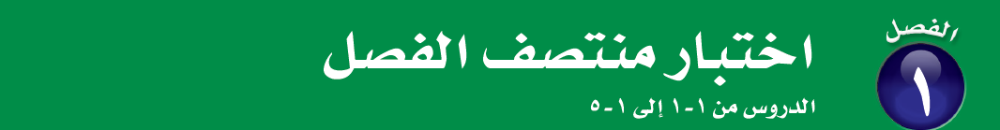 الفصل
١
اختبار منتصف الفصل
الدروس من ١-١ إلى ١-٥